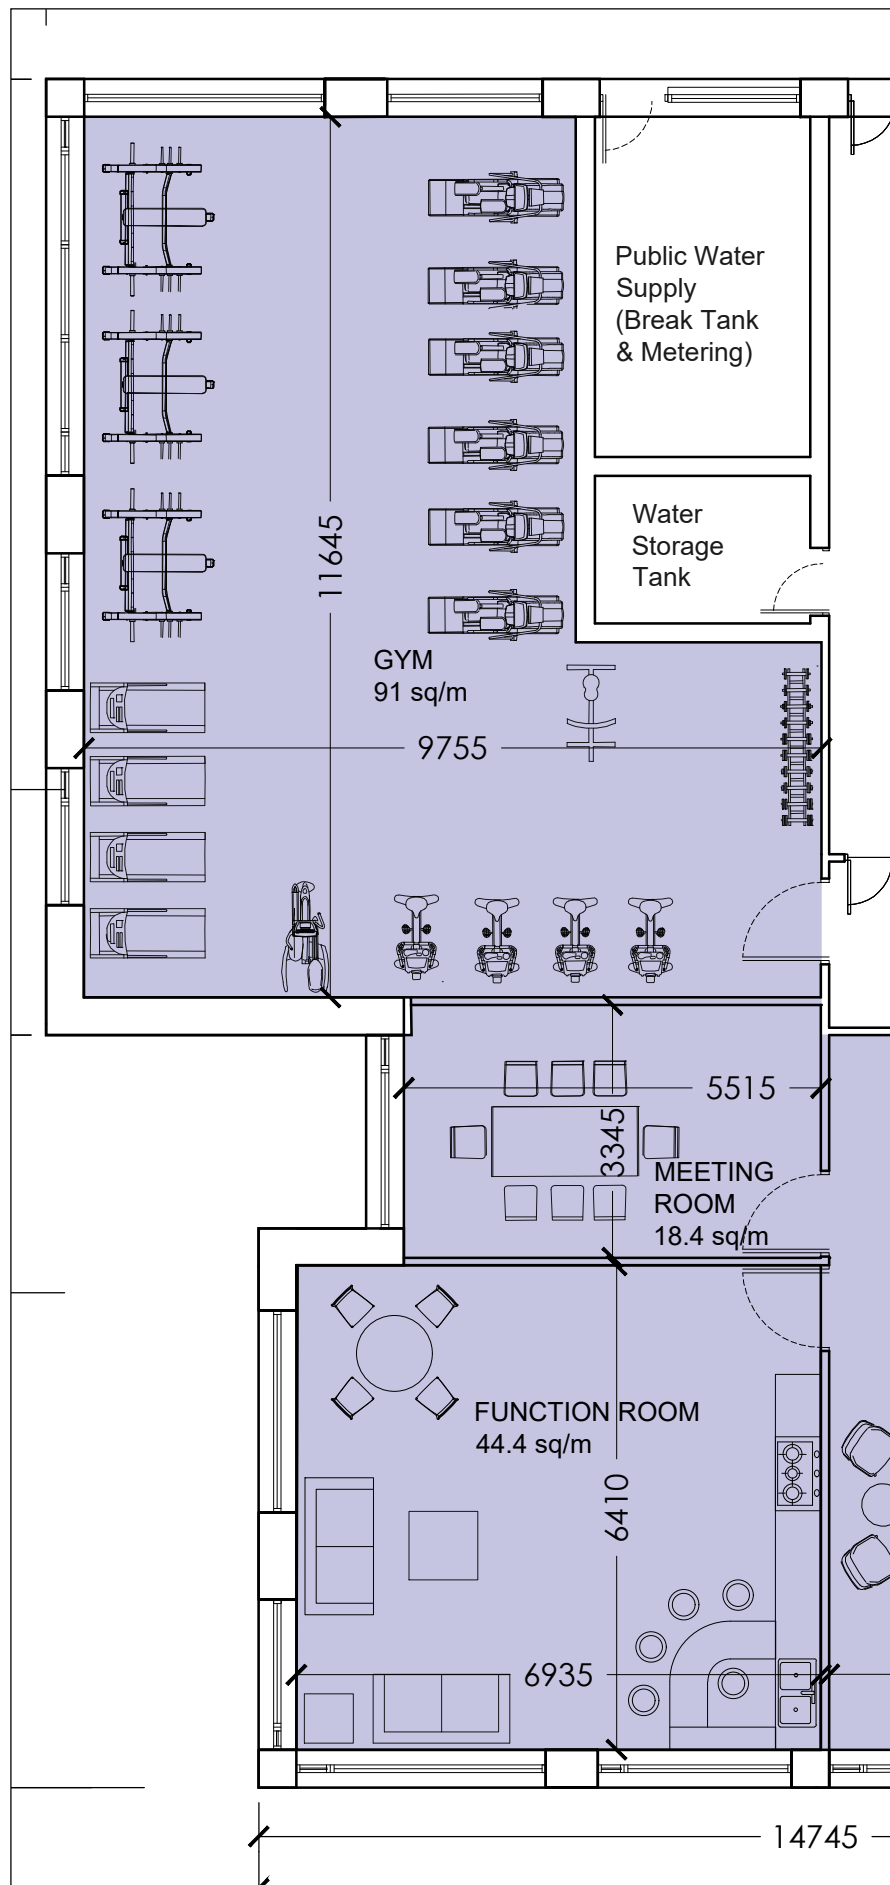 Public Water
Supply
(Break Tank
& Metering)
Water
Storage
Tank
11645
GYM
91 sq/m
9755
5515
3345
MEETING
ROOM
18.4 sq/m
FUNCTION ROOM
44.4 sq/m
6410
6935
14745